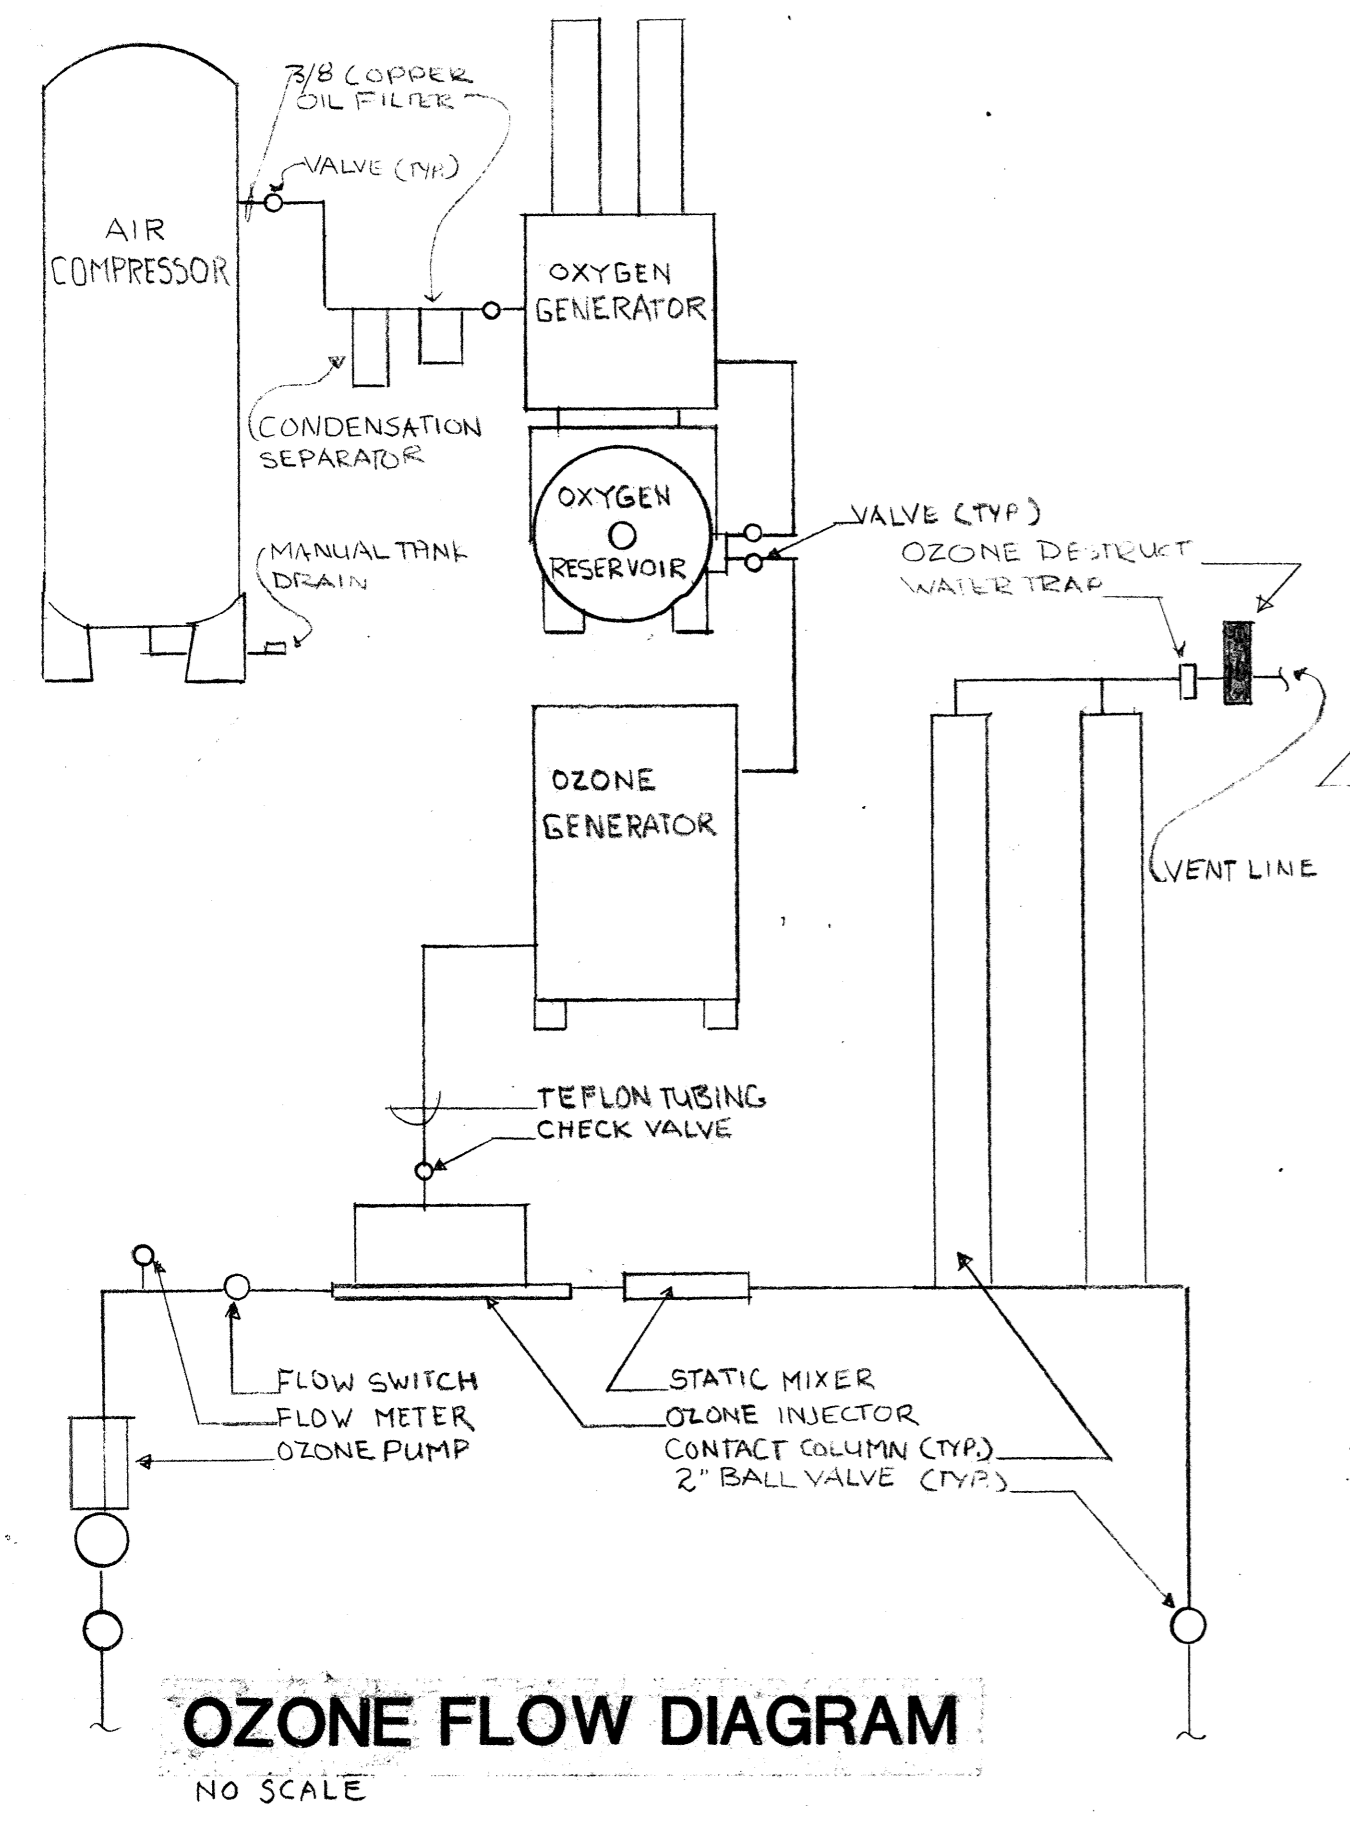 3/8 COPPER
OIL FILTER
VALVE (TYP.)
AIR
COMPRESSOR
OXYGEN
GENERATOR
CONDENSATION
SEPARATOR
OXYGEN
RESERVOIR
VALVE (TYP.)
OZONE DESTRUCT
WATER TRAP
MANUAL TANK
DRAIN
OZONE
GENERATOR
VENT LINE
TEFLON TUBING
CHECK VALVE
FLOW SWITCH
FLOW METER
OZONE PUMP
STATIC MIXER
OZONE INJECTOR
CONTACT COLUMN (TYP.)
2" BALL VALVE (TYP.)
OZONE FLOW DIAGRAM
NO SCALE